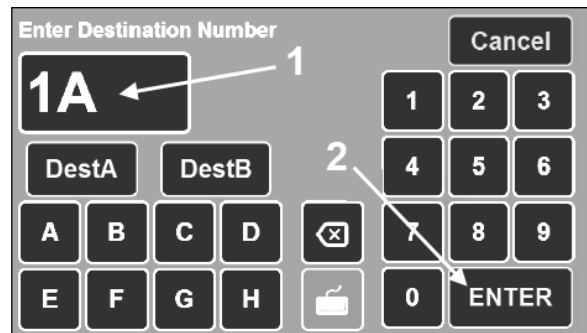 Enter Destination Number
Cancel
1
1A
1 2 3
DestA DestB
2
4 5 6
A B C D
7 8 9
E F G H
0 ENTER